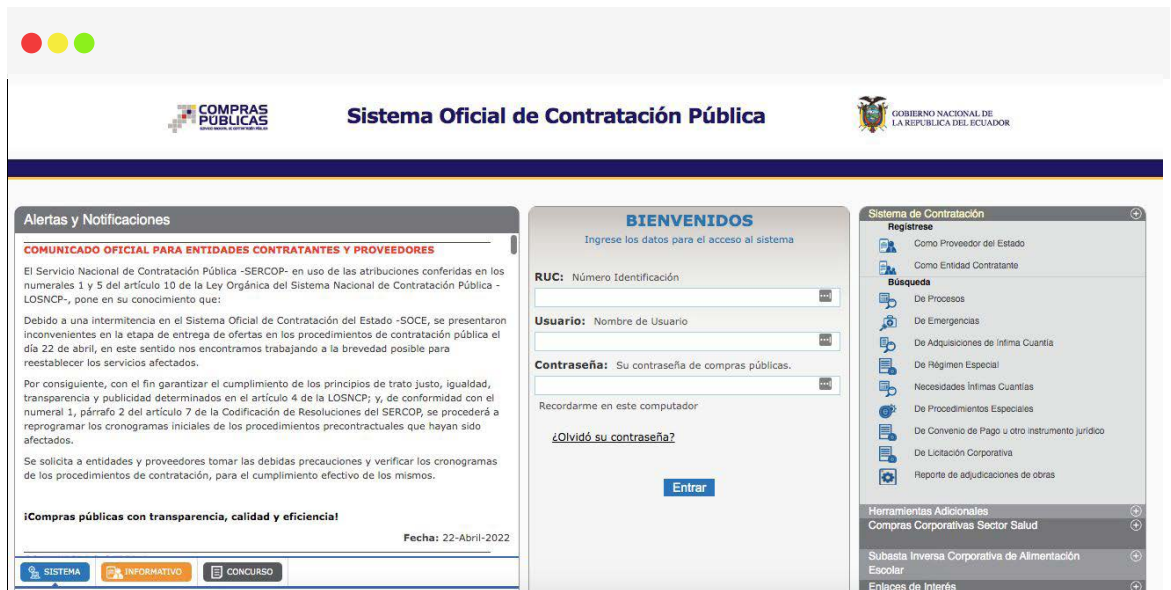 COMPRAS
PÚBLICAS
Sistema Oficial de Contratación Pública
GOBIERNO NACIONAL DE
LA REPUBLICA DEL ECUADOR
Alertas y Notificaciones
COMUNICADO OFICIAL PARA ENTIDADES CONTRATANTES Y PROVEEDORES
El Servicio Nacional de Contratación Pública -SERCOP- en uso de las atribuciones conferidas en los
numerales 1 y 5 del artículo 10 de la Ley Orgánica del Sistema Nacional de Contratación Pública -
LOSNCP-, pone en su conocimiento que:
Debido a una intermitencia en el Sistema Oficial de Contratación del Estado -SOCE, se presentaron
inconvenientes en la etapa de entrega de ofertas en los procedimientos de contratación pública el
día 22 de abril, en este sentido nos encontramos trabajando a la brevedad posible para
reestablecer los servicios afectados.
Por consiguiente, con el fin garantizar el cumplimiento de los principios de trato justo, igualdad,
transparencia y publicidad determinados en el artículo 4 de la LOSNCP; y, de conformidad con el
numeral 1, párrafo 2 del artículo 7 de la Codificación de Resoluciones del SERCOP, se procederá a
reprogramar los cronogramas iniciales de los procedimientos precontractuales que hayan sido
afectados.
Se solicita a entidades y proveedores tomar las debidas precauciones y verificar los cronogramas
de los procedimientos de contratación, para el cumplimiento efectivo de los mismos.
¡Compras públicas con transparencia, calidad y eficiencia!
Fecha: 22-Abril-2022
SISTEMA
INFORMATIVO
CONCURSO
BIENVENIDOS
Ingrese los datos para el acceso al sistema
RUC: Número Identificación
Usuario: Nombre de Usuario
Contraseña: Su contraseña de compras públicas.
Recordarme en este computador
¿Olvidó su contraseña?
Entrar
Sistema de Contratación
Regístrese
Como Proveedor del Estado
Como Entidad Contratante
Búsqueda
De Procesos
De Emergencias
De Adquisiciones de Infima Cuantía
De Régimen Especial
Necesidades Ínfimas Cuantías
De Procedimientos Especiales
De Convenio de Pago u otro instrumento jurídico
De Licitación Corporativa
Reporte de adjudicaciones de obras
Herramientas Adicionales
Compras Corporativas Sector Salud
Subasta Inversa Corporativa de Alimentación
Escolar
Enlaces de Interés